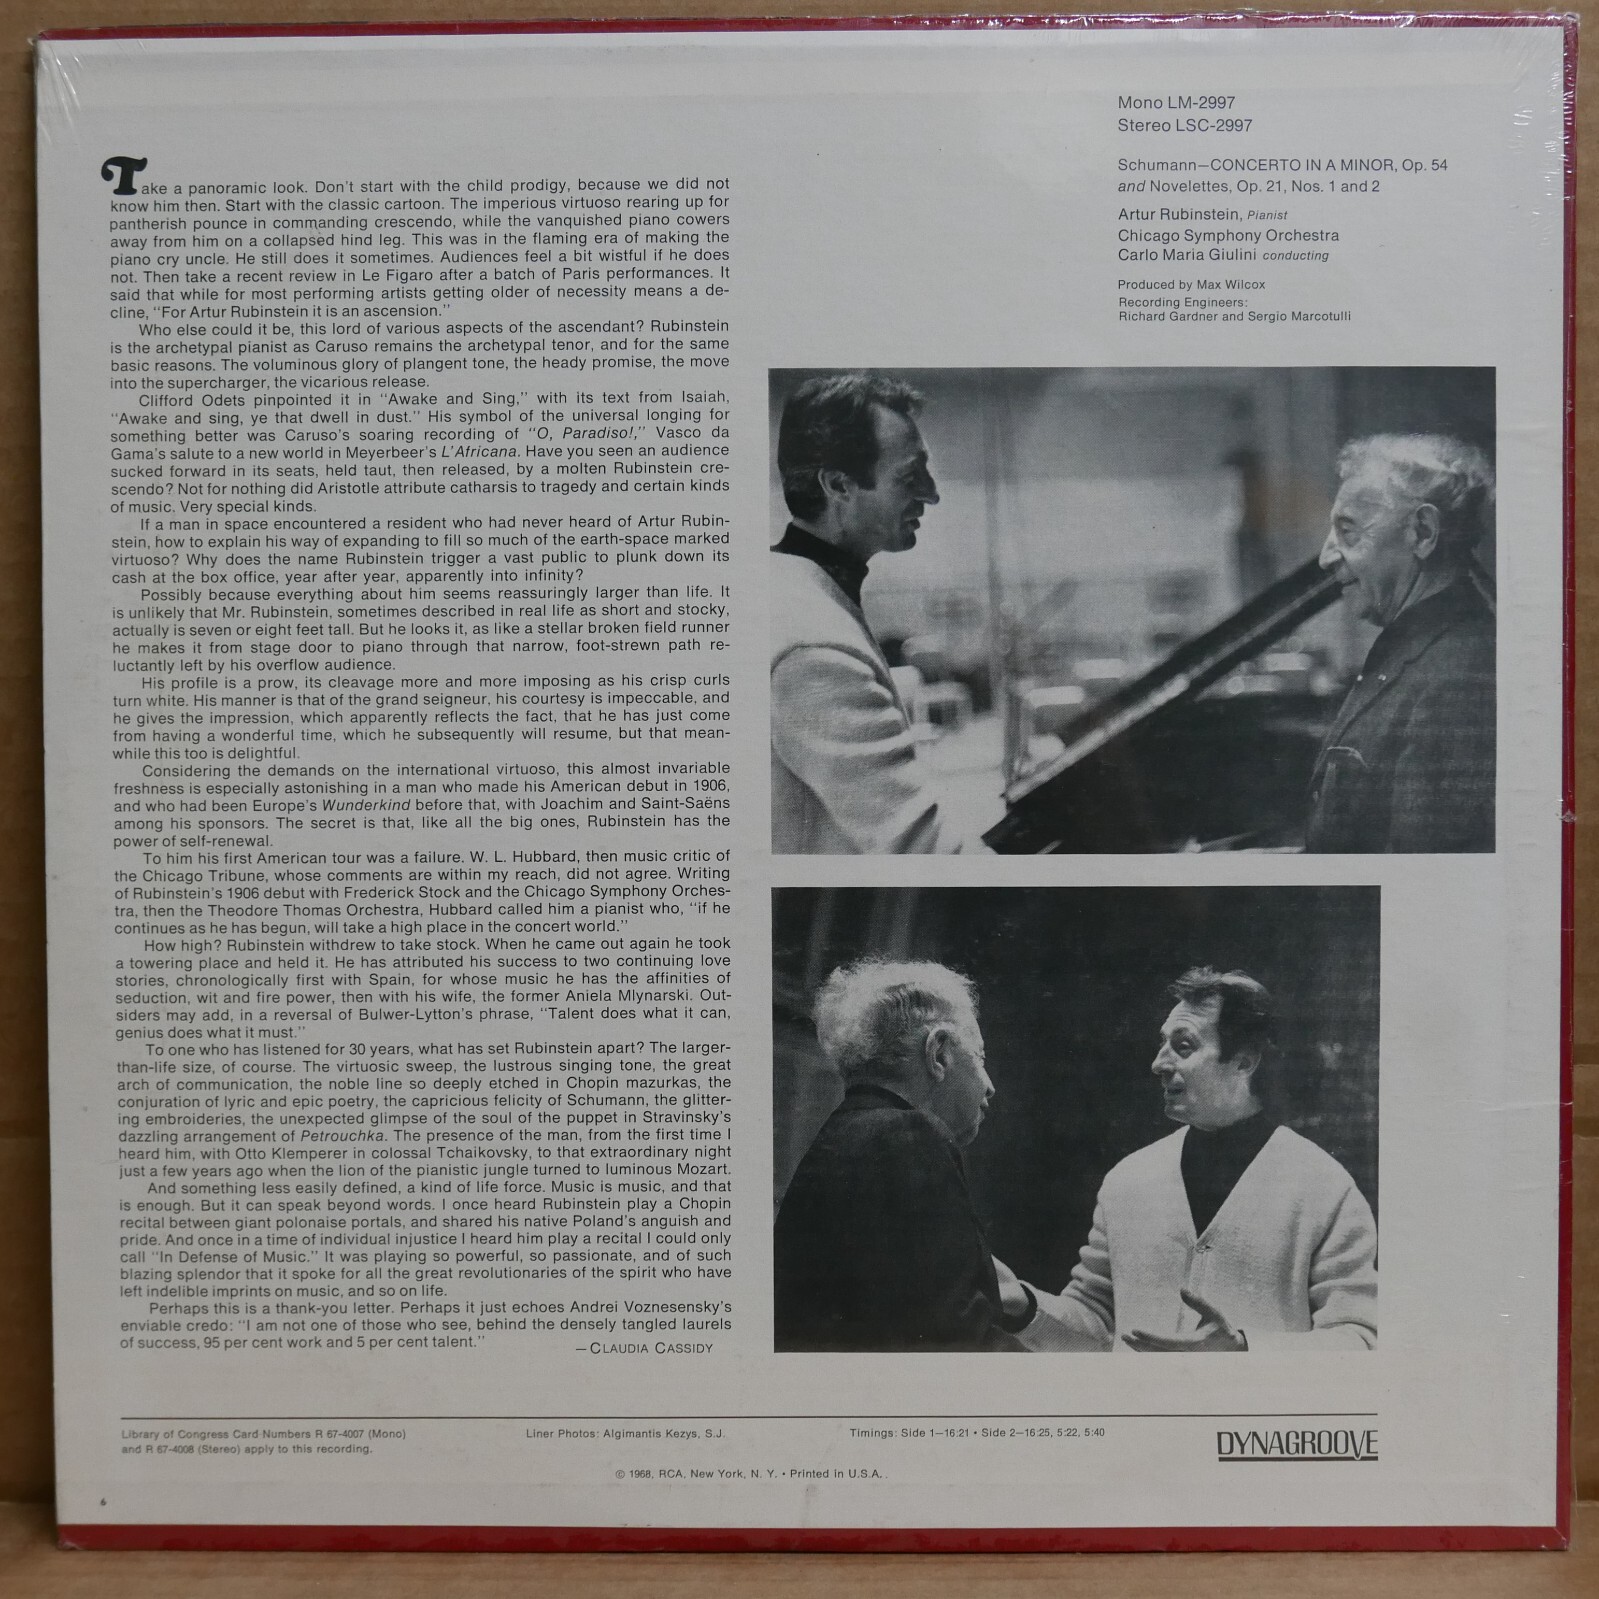 Mono LM-2997
Stereo LSC-2997
Schumann—CONCERTO IN A MINOR, Op. 54
and Novelettes, Op. 21, Nos. 1 and 2
Artur Rubinstein, Pianist
Chicago Symphony Orchestra
Carlo Maria Giulini conducting
Produced by Max Wilcox
Recording Engineers:
Richard Gardner and Sergio Marcotulli
Take a panoramic look. Don't start with the child prodigy, because we did not
know him then. Start with the classic cartoon. The imperious virtuoso rearing up for
pantherish pounce in commanding crescendo, while the vanquished piano cowers
away from him on a collapsed hind leg. This was in the flaming era of making the
piano cry uncle. He still does it sometimes. Audiences feel a bit wistful if he does
not. Then take a recent review in Le Figaro after a batch of Paris performances. It
said that while for most performing artists getting older of necessity means a de-
cline, "For Artur Rubinstein it is an ascension."
Who else could it be, this lord of various aspects of the ascendant? Rubinstein
is the archetypal pianist as Caruso remains the archetypal tenor, and for the same
basic reasons. The voluminous glory of plangent tone, the heady promise, the move
into the supercharger, the vicarious release.
Clifford Odets pinpointed it in "Awake and Sing," with its text from Isaiah,
"Awake and sing, ye that dwell in dust." His symbol of the universal longing for
something better was Caruso's soaring recording of "O, Paradiso!," Vasco da
Gama's salute to a new world in Meyerbeer's L'Africana. Have you seen an audience
sucked forward in its seats, held taut, then released, by a molten Rubinstein cre-
scendo? Not for nothing did Aristotle attribute catharsis to tragedy and certain kinds
of music. Very special kinds.
If a man in space encountered a resident who had never heard of Artur Rubin-
stein, how to explain his way of expanding to fill so much of the earth-space marked
virtuoso? Why does the name Rubinstein trigger a vast public to plunk down its
cash at the box office, year after year, apparently into infinity?
Possibly because everything about him seems reassuringly larger than life. It
is unlikely that Mr. Rubinstein, sometimes described in real life as short and stocky,
actually is seven or eight feet tall. But he looks it, as like a stellar broken field runner
he makes it from stage door to piano through that narrow, foot-strewn path re-
luctantly left by his overflow audience.
His profile is a prow, its cleavage more and more imposing as his crisp curls
turn white. His manner is that of the grand seigneur, his courtesy is impeccable, and
he gives the impression, which apparently reflects the fact, that he has just come
from having a wonderful time, which he subsequently will resume, but that mean-
while this too is delightful.
Considering the demands on the international virtuoso, this almost invariable
freshness is especially astonishing in a man who made his American debut in 1906,
and who had been Europe's Wunderkind before that, with Joachim and Saint-Saëns
among his sponsors. The secret is that, like all the big ones, Rubinstein has the
power of self-renewal.
To him his first American tour was a failure. W. L. Hubbard, then music critic of
the Chicago Tribune, whose comments are within my reach, did not agree. Writing
of Rubinstein's 1906 debut with Frederick Stock and the Chicago Symphony Orches-
tra, then the Theodore Thomas Orchestra, Hubbard called him a pianist who, "if he
continues as he has begun, will take a high place in the concert world."
How high? Rubinstein withdrew to take stock. When he came out again he took
a towering place and held it. He has attributed his success to two continuing love
stories, chronologically first with Spain, for whose music he has the affinities of
seduction, wit and fire power, then with his wife, the former Aniela Mlynarski. Out-
siders may add, in a reversal of Bulwer-Lytton's phrase, "Talent does what it can,
genius does what it must."
To one who has listened for 30 years, what has set Rubinstein apart? The larger-
than-life size, of course. The virtuosic sweep, the lustrous singing tone, the great
arch of communication, the noble line so deeply etched in Chopin mazurkas, the
conjuration of lyric and epic poetry, the capricious felicity of Schumann, the glitter-
ing embroideries, the unexpected glimpse of the soul of the puppet in Stravinsky's
dazzling arrangement of Petrouchka. The presence of the man, from the first time I
heard him, with Otto Klemperer in colossal Tchaikovsky, to that extraordinary night
just a few years ago when the lion of the pianistic jungle turned to luminous Mozart.
And something less easily defined, a kind of life force. Music is music, and that
is enough. But it can speak beyond words. I once heard Rubinstein play a Chopin
recital between giant polonaise portals, and shared his native Poland's anguish and
pride. And once in a time of individual injustice I heard him play a recital I could only
call "In Defense of Music." It was playing so powerful, so passionate, and of such
blazing splendor that it spoke for all the great revolutionaries of the spirit who have
left indelible imprints on music, and so on life.
Perhaps this is a thank-you letter. Perhaps it just echoes Andrei Voznesensky's
enviable credo: "I am not one of those who see, behind the densely tangled laurels
of success, 95 per cent work and 5 per cent talent."
—CLAUDIA CASSIDY
Library of Congress Card Numbers R 67-4007 (Mono)
and R 67-4008 (Stereo) apply to this recording.
Liner Photos: Algimantis Kezys, S.J.
Timings: Side 1—16:21 • Side 2—16:25, 5:22, 5:40
DYNAGROOVE
© 1968, RCA, New York, N. Y. • Printed in U.S.A.
6